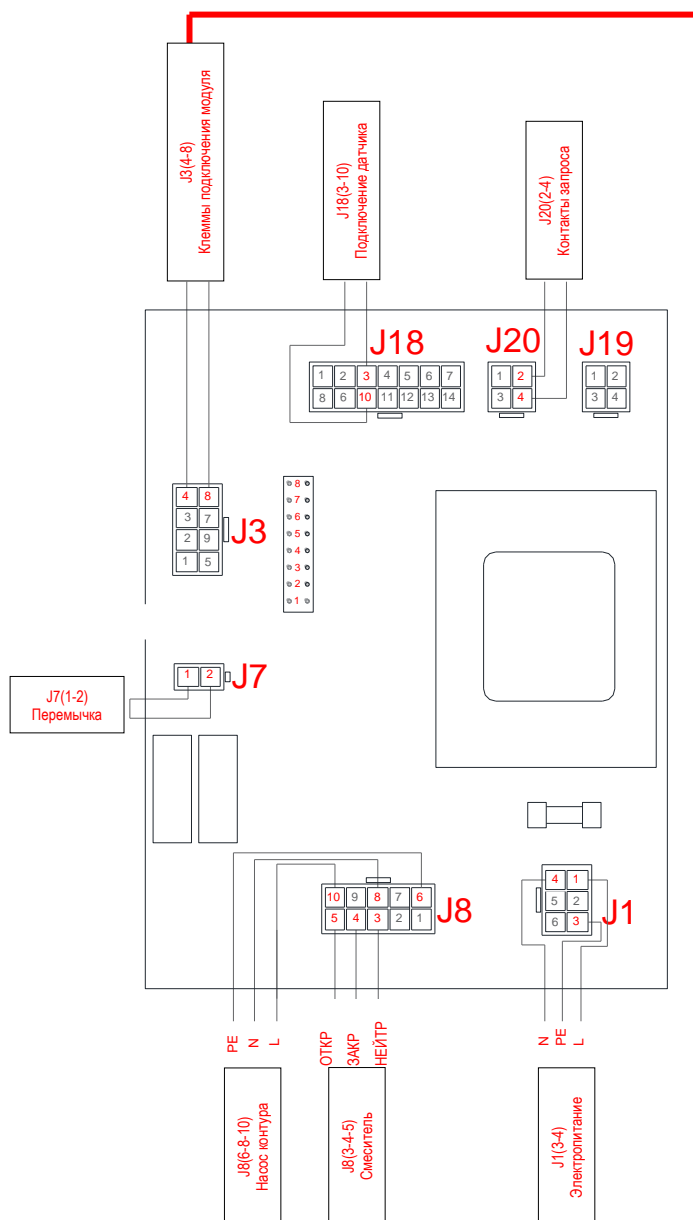 J3(4-8)
Клеммы подключения модуля
J18(3-10)
Подключение датчика
J20(2-4)
Контакты запроса
J18
J20
J19
1 2 3 4 5 6 7
8 6 10 11 12 13 14
1 2
3 4
1 2
3 4
4 8
3 7
2 9
1 5
J3
8
7
6
5
4
3
2
1
1 2
J7
J7(1-2)
Перемычка
10 9 8 7 6
5 4 3 2 1
J8
4 1
5 2
6 3
J1
PE
N
L
ОТКР
ЗАКР
НЕЙТР
N
PE
L
J8(6-8-10)
Насос контура
J8(3-4-5)
Смеситель
J1(3-4)
Электропитание